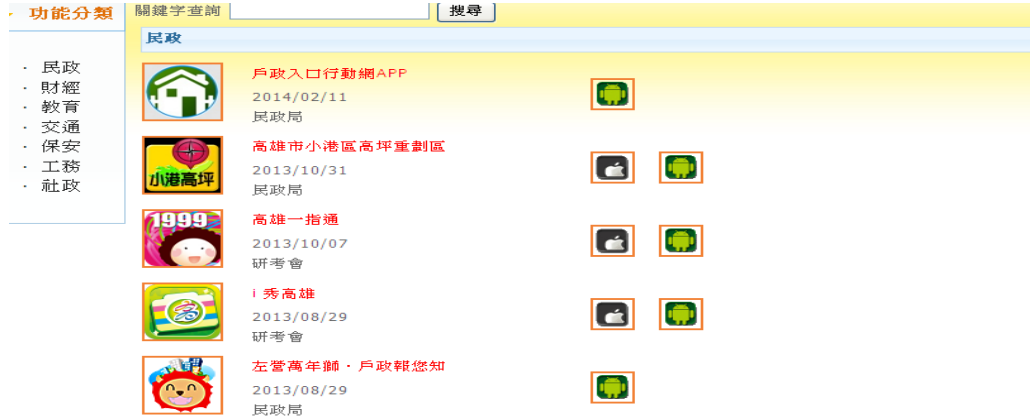 功能分類
關鍵字查詢
搜尋
民政
· 民政
· 財經
· 教育
· 交通
· 保安
· 工務
· 社政
戶政入口行動網APP
2014/02/11
民政局
小港高坪
高雄市小港區高坪重劃區
2013/10/31
民政局
1999
高雄一指通
2013/10/07
研考會
i 秀高雄
2013/08/29
研考會
左營萬年獅‧戶政報您知
2013/08/29
民政局